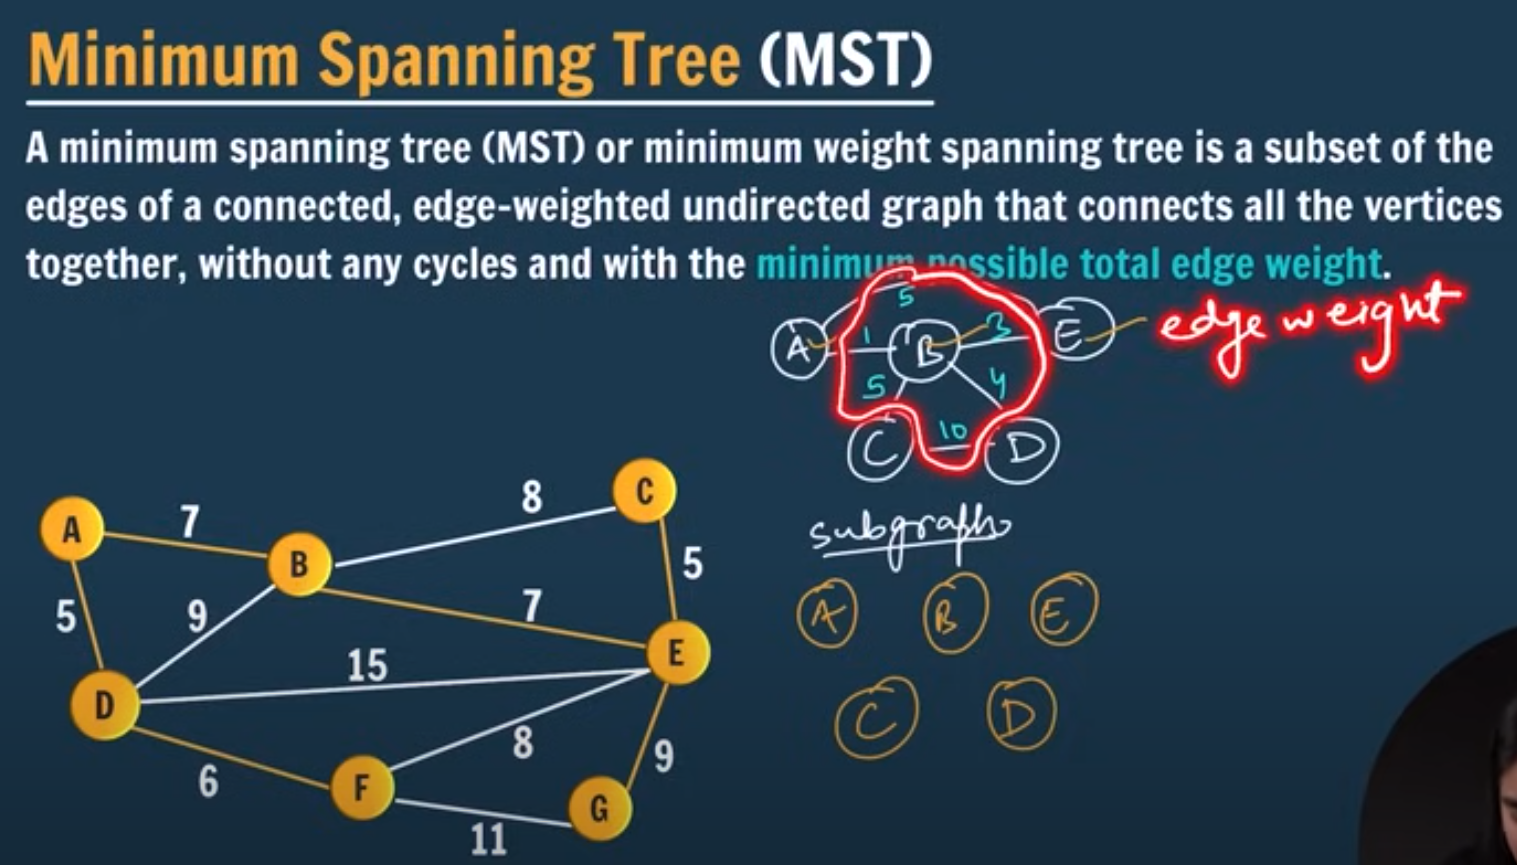 Minimum Spanning Tree (MST)
A minimum spanning tree (MST) or minimum weight spanning tree is a subset of the
edges of a connected, edge-weighted undirected graph that connects all the vertices
together, without any cycles and with the minimum possible total edge weight.
5
A 1 B 3 E edge weight
5 4
C 10 D
subgraph
A B E
C D
A 7 B 8 C
5 9 7 5
D 15 E
6 F 8 G 9
11